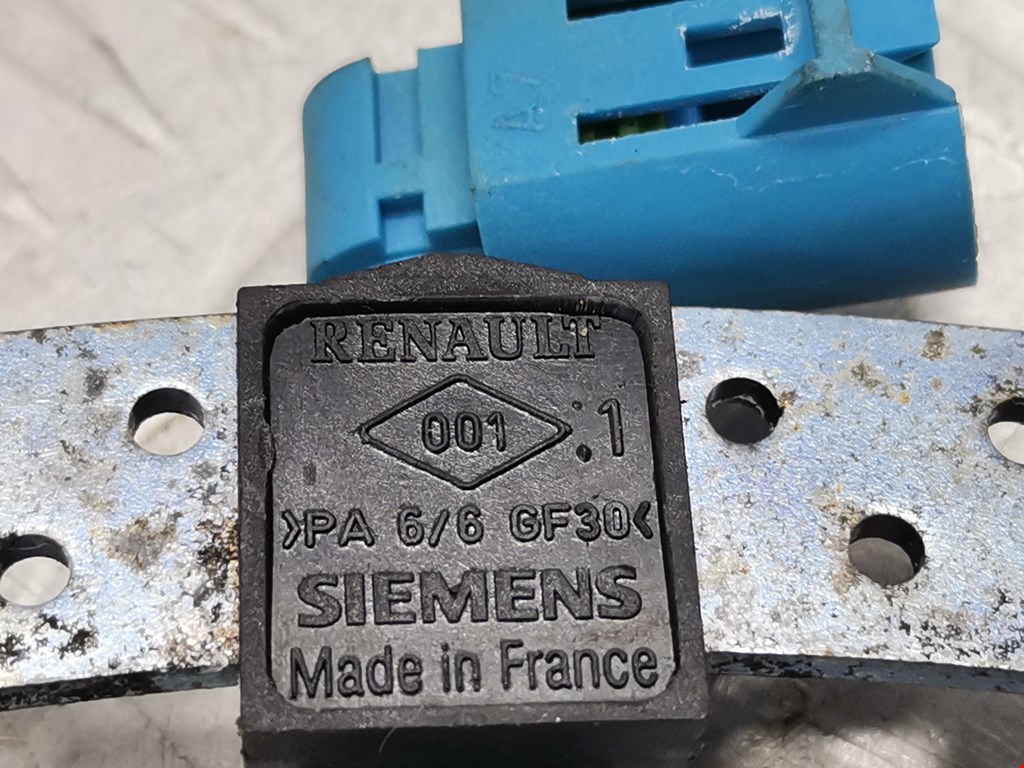 RENAULT
001 :1
>PA 6/6 GF30<
SIEMENS
Made in France